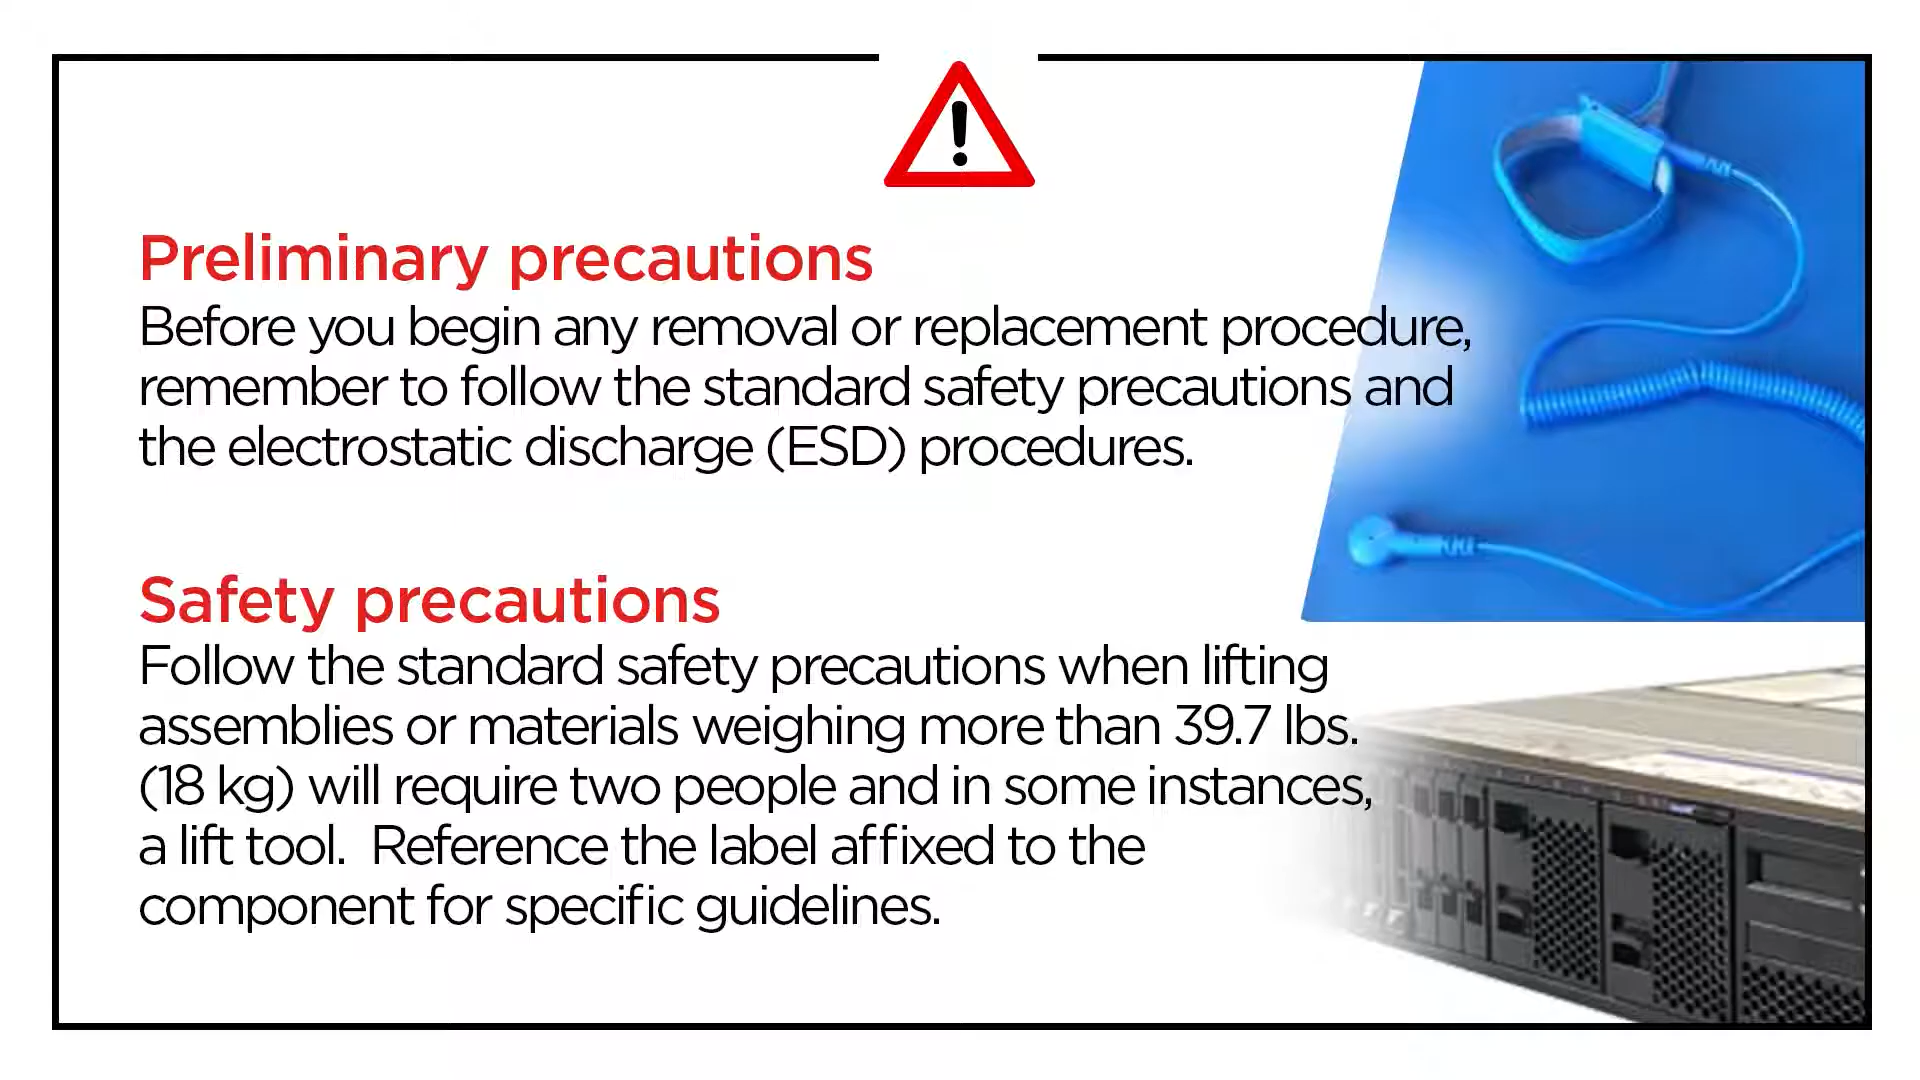 Preliminary precautions
Before you begin any removal or replacement procedure,
remember to follow the standard safety precautions and
the electrostatic discharge (ESD) procedures.
Safety precautions
Follow the standard safety precautions when lifting
assemblies or materials weighing more than 39.7 lbs.
(18 kg) will require two people and in some instances,
a lift tool.  Reference the label affixed to the
component for specific guidelines.